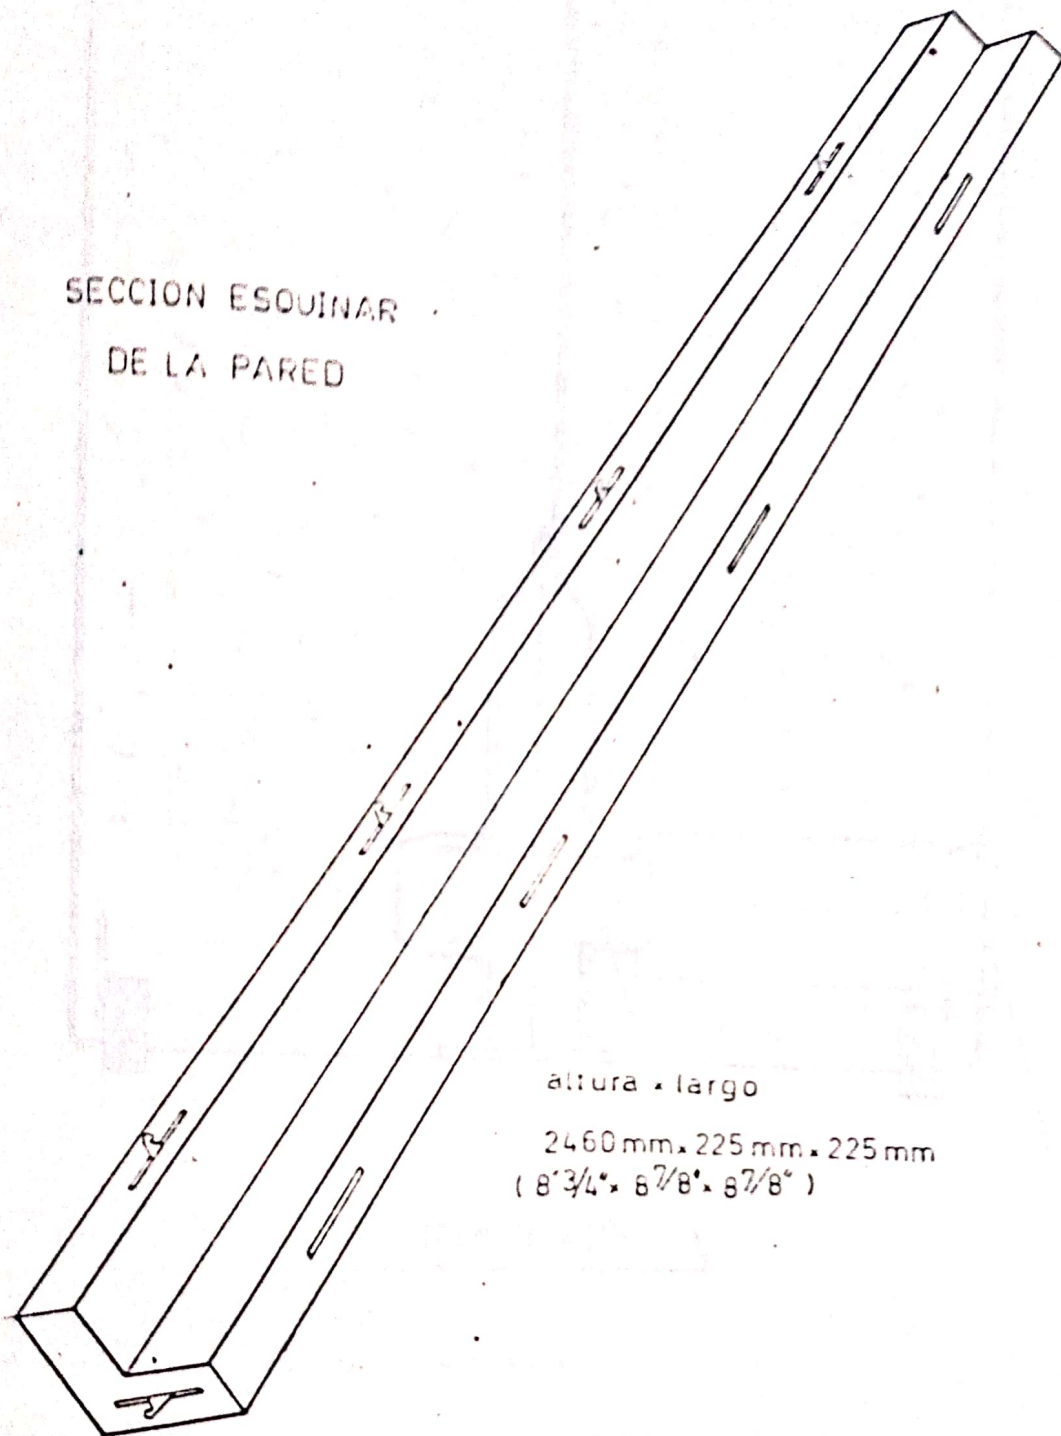 SECCION ESQUINAR
DE LA PARED
altura x largo
2460 mm x 225 mm x 225 mm
( 8' 3/4" x 8 7/8" x 8 7/8" )